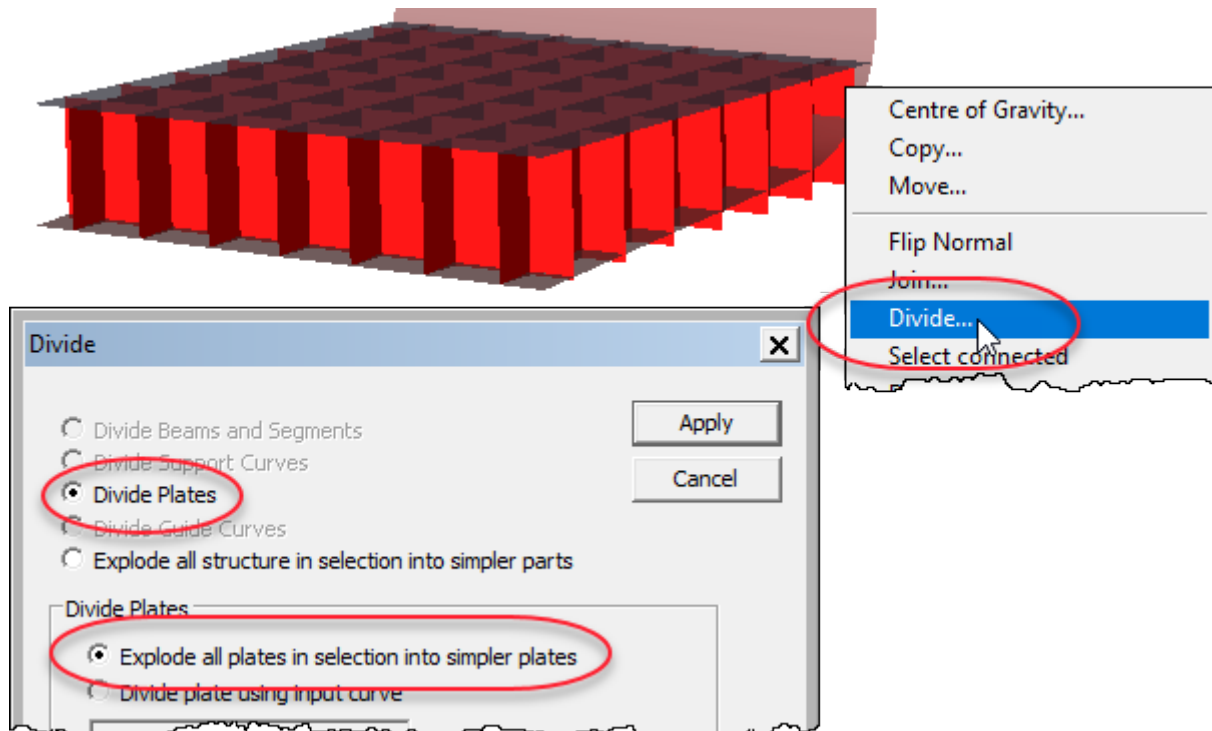 Centre of Gravity...
Copy...
Move...
Flip Normal
Join...
Divide...
Select connected
Divide
Divide Beams and Segments
Divide Support Curves
Divide Plates
Divide Guide Curves
Explode all structure in selection into simpler parts
Apply
Cancel
Divide Plates
Explode all plates in selection into simpler plates
Divide plate using input curve